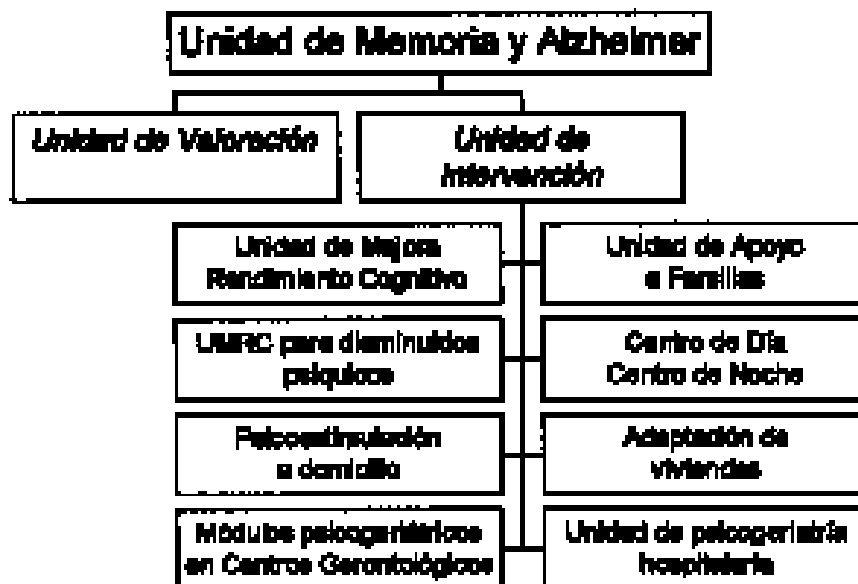 Unidad de Memoria y Alzheimer
Unidad de Valoración
Unidad de
Intervención
Unidad de Mejora
Rendimiento Cognitivo
Unidad de Apoyo
a Familias
UMRC para disminuidos
psíquicos
Centro de Día
Centro de Noche
Psicoestimulación
a domicilio
Adaptación de
viviendas
Módulos psicogeriátricos
en Centros Gerontológicos
Unidad de psicogeriatría
hospitalaria